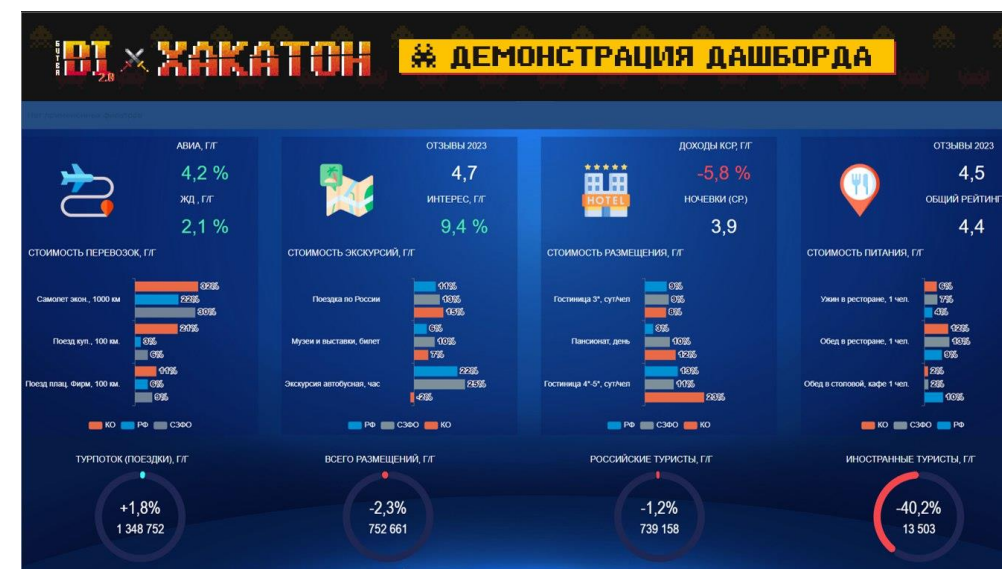 БУТЕР
DI 2.0 × ХАКАТОН
ДЕМОНСТРАЦИЯ ДАШБОРДА
АВИА, Г/Г
4,2 %
ЖД , Г/Г
2,1 %
СТОИМОСТЬ ПЕРЕВОЗОК, Г/Г
Самолет экон., 1000 км
32%
22%
30%
Поезд куп., 100 км.
21%
3%
6%
Поезд плац. Фирм, 100 км.
11%
6%
9%
КО РФ СЗФО
ОТЗЫВЫ 2023
4,7
ИНТЕРЕС, Г/Г
9,4 %
СТОИМОСТЬ ЭКСКУРСИЙ, Г/Г
Поездка по России
11%
13%
15%
Музеи и выставки, билет
6%
10%
7%
Экскурсия автобусная, час
22%
25%
-2%
РФ СЗФО КО
ДОХОДЫ КСР, Г/Г
-5,8 %
HOTEL
НОЧЕВКИ (СР.)
3,9
СТОИМОСТЬ РАЗМЕЩЕНИЯ, Г/Г
Гостиница 3*, сут/чел
9%
9%
8%
Пансионат, день
10%
12%
Гостиница 4*-5*, сут/чел
13%
11%
23%
РФ СЗФО КО
ОТЗЫВЫ 2023
4,5
ОБЩИЙ РЕЙТИНГ
4,4
СТОИМОСТЬ ПИТАНИЯ, Г/Г
Ужин в ресторане, 1 чел.
6%
7%
4%
Обед в ресторане, 1 чел.
12%
13%
9%
Обед в столовой, кафе 1 чел.
2%
2%
10%
КО СЗФО РФ
ТУРПОТОК (ПОЕЗДКИ), Г/Г
+1,8%
1 348 752
ВСЕГО РАЗМЕЩЕНИЙ, Г/Г
-2,3%
752 661
РОССИЙСКИЕ ТУРИСТЫ, Г/Г
-1,2%
739 158
ИНОСТРАННЫЕ ТУРИСТЫ, Г/Г
-40,2%
13 503